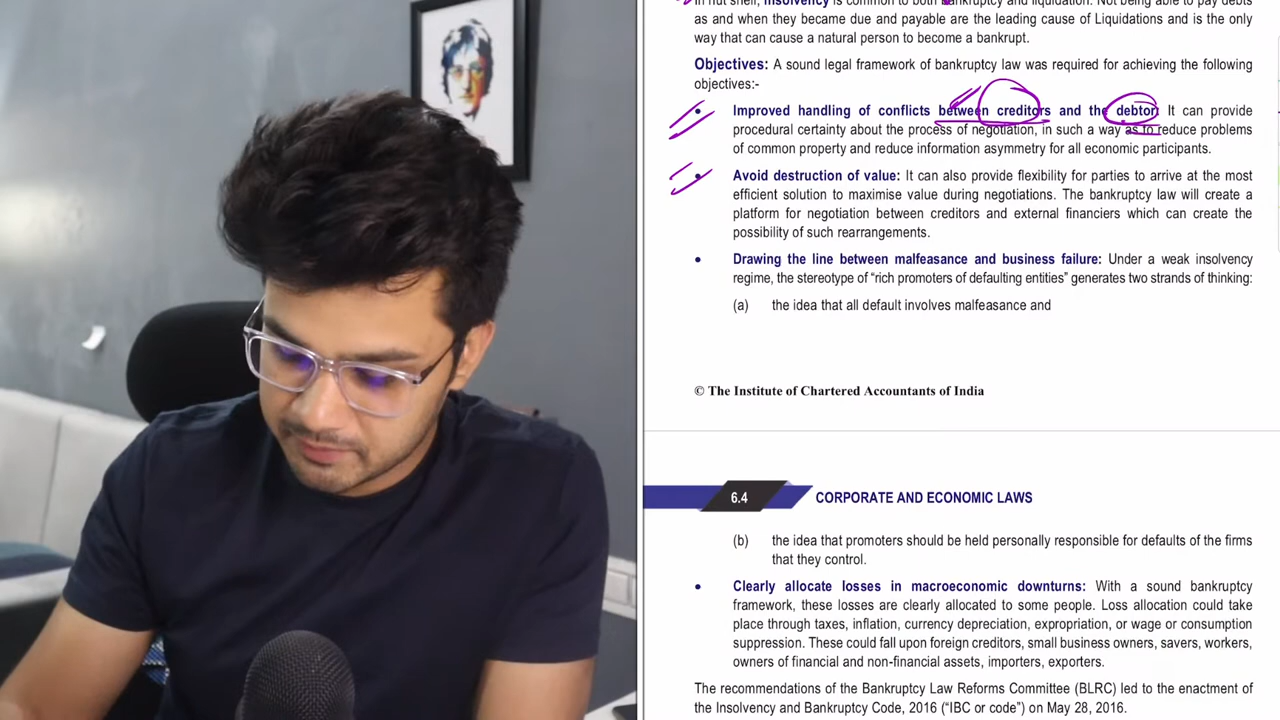 In nut shell, insolvency is common to both bankruptcy and liquidation. Not being able to pay debts
as and when they became due and payable are the leading cause of Liquidations and is the only
way that can cause a natural person to become a bankrupt.
Objectives: A sound legal framework of bankruptcy law was required for achieving the following
objectives:-
• Improved handling of conflicts between creditors and the debtor: It can provide
procedural certainty about the process of negotiation, in such a way as to reduce problems
of common property and reduce information asymmetry for all economic participants.
• Avoid destruction of value: It can also provide flexibility for parties to arrive at the most
efficient solution to maximise value during negotiations. The bankruptcy law will create a
platform for negotiation between creditors and external financiers which can create the
possibility of such rearrangements.
• Drawing the line between malfeasance and business failure: Under a weak insolvency
regime, the stereotype of “rich promoters of defaulting entities” generates two strands of thinking:
(a) the idea that all default involves malfeasance and
© The Institute of Chartered Accountants of India
6.4 CORPORATE AND ECONOMIC LAWS
(b) the idea that promoters should be held personally responsible for defaults of the firms
that they control.
• Clearly allocate losses in macroeconomic downturns: With a sound bankruptcy
framework, these losses are clearly allocated to some people. Loss allocation could take
place through taxes, inflation, currency depreciation, expropriation, or wage or consumption
suppression. These could fall upon foreign creditors, small business owners, savers, workers,
owners of financial and non-financial assets, importers, exporters.
The recommendations of the Bankruptcy Law Reforms Committee (BLRC) led to the enactment of
the Insolvency and Bankruptcy Code, 2016 (“IBC or code”) on May 28, 2016.